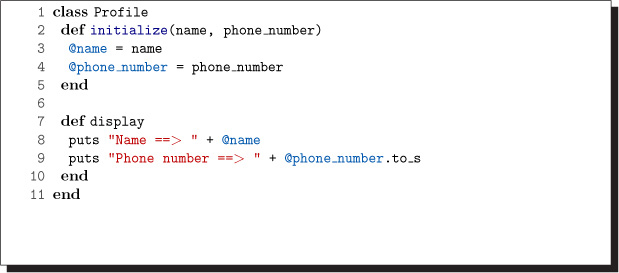 1 class Profile
2  def initialize(name, phone_number)
3   @name = name
4   @phone_number = phone_number
5  end
6
7  def display
8   puts "Name ==> " + @name
9   puts "Phone number ==> " + @phone_number.to_s
10  end
11 end